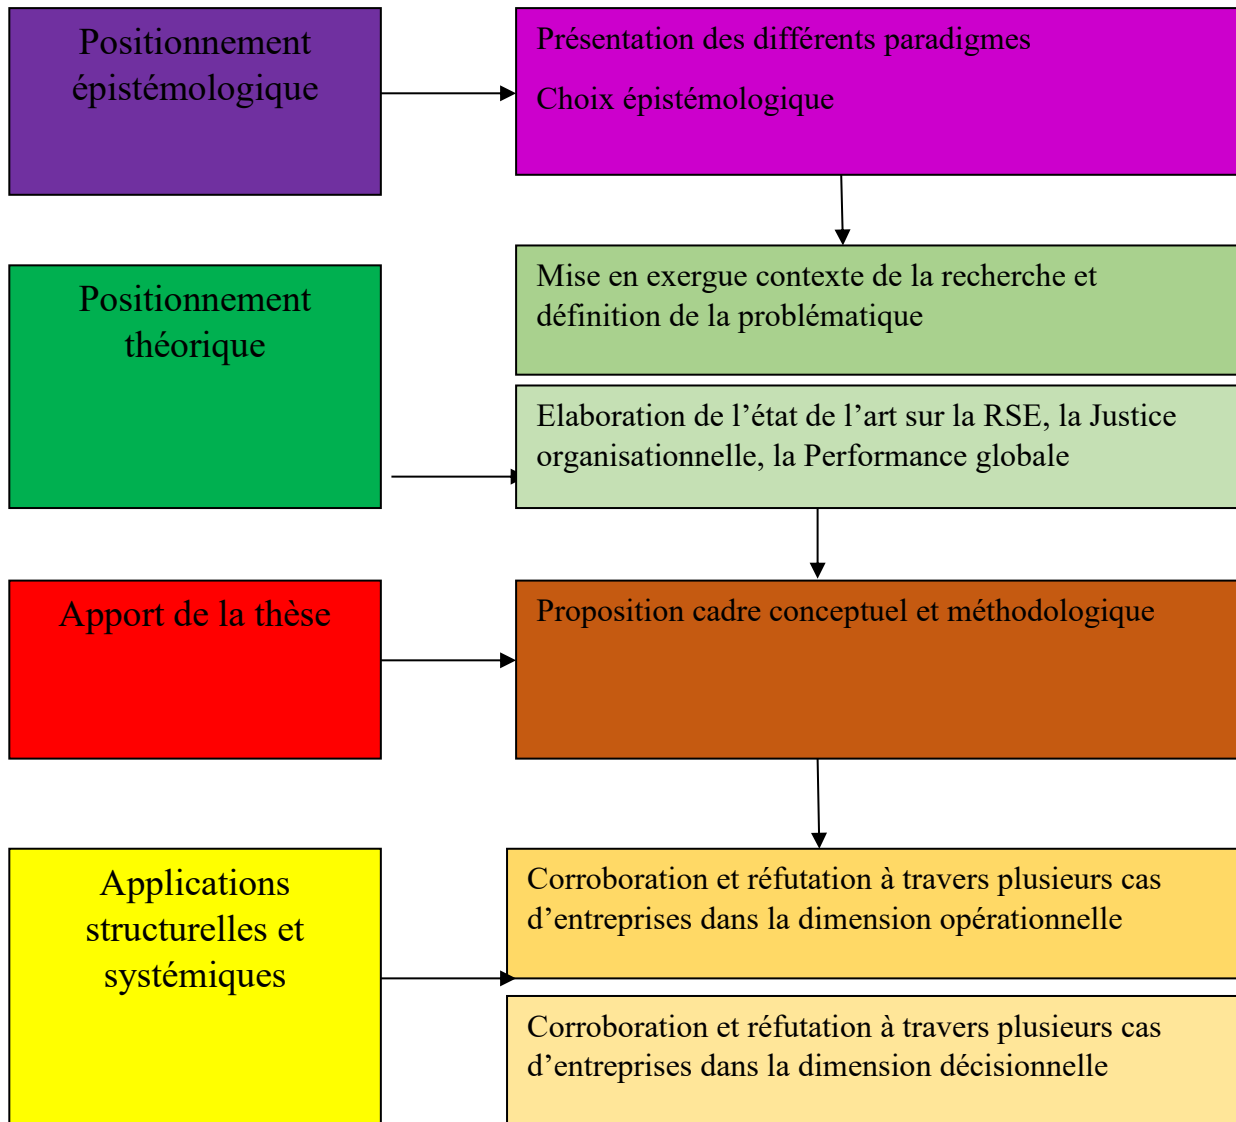 Positionnement
épistémologique
Présentation des différents paradigmes
Choix épistémologique
Positionnement
théorique
Mise en exergue contexte de la recherche et
définition de la problématique
Elaboration de l’état de l’art sur la RSE, la Justice
organisationnelle, la Performance globale
Apport de la thèse
Proposition cadre conceptuel et méthodologique
Applications
structurelles et
systémiques
Corroboration et réfutation à travers plusieurs cas
d’entreprises dans la dimension opérationnelle
Corroboration et réfutation à travers plusieurs cas
d’entreprises dans la dimension décisionnelle